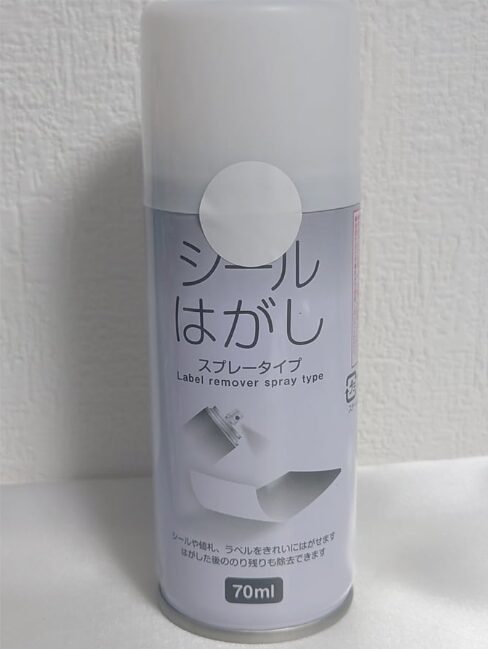 シール
はがし
スプレータイプ
Label remover spray type
シールや値札、ラベルをきれいにはがせます
はがした後ののり残りも除去できます
70ml